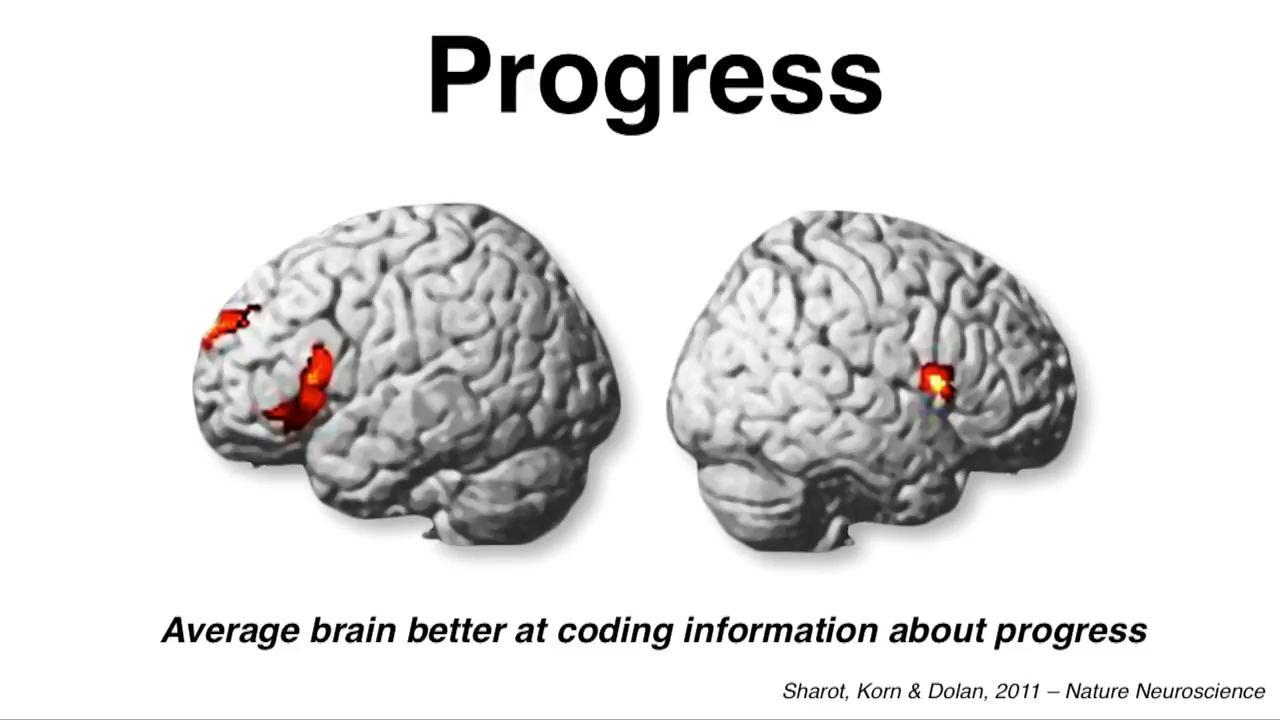 Progress
Average brain better at coding information about progress
Sharot, Korn & Dolan, 2011 – Nature Neuroscience